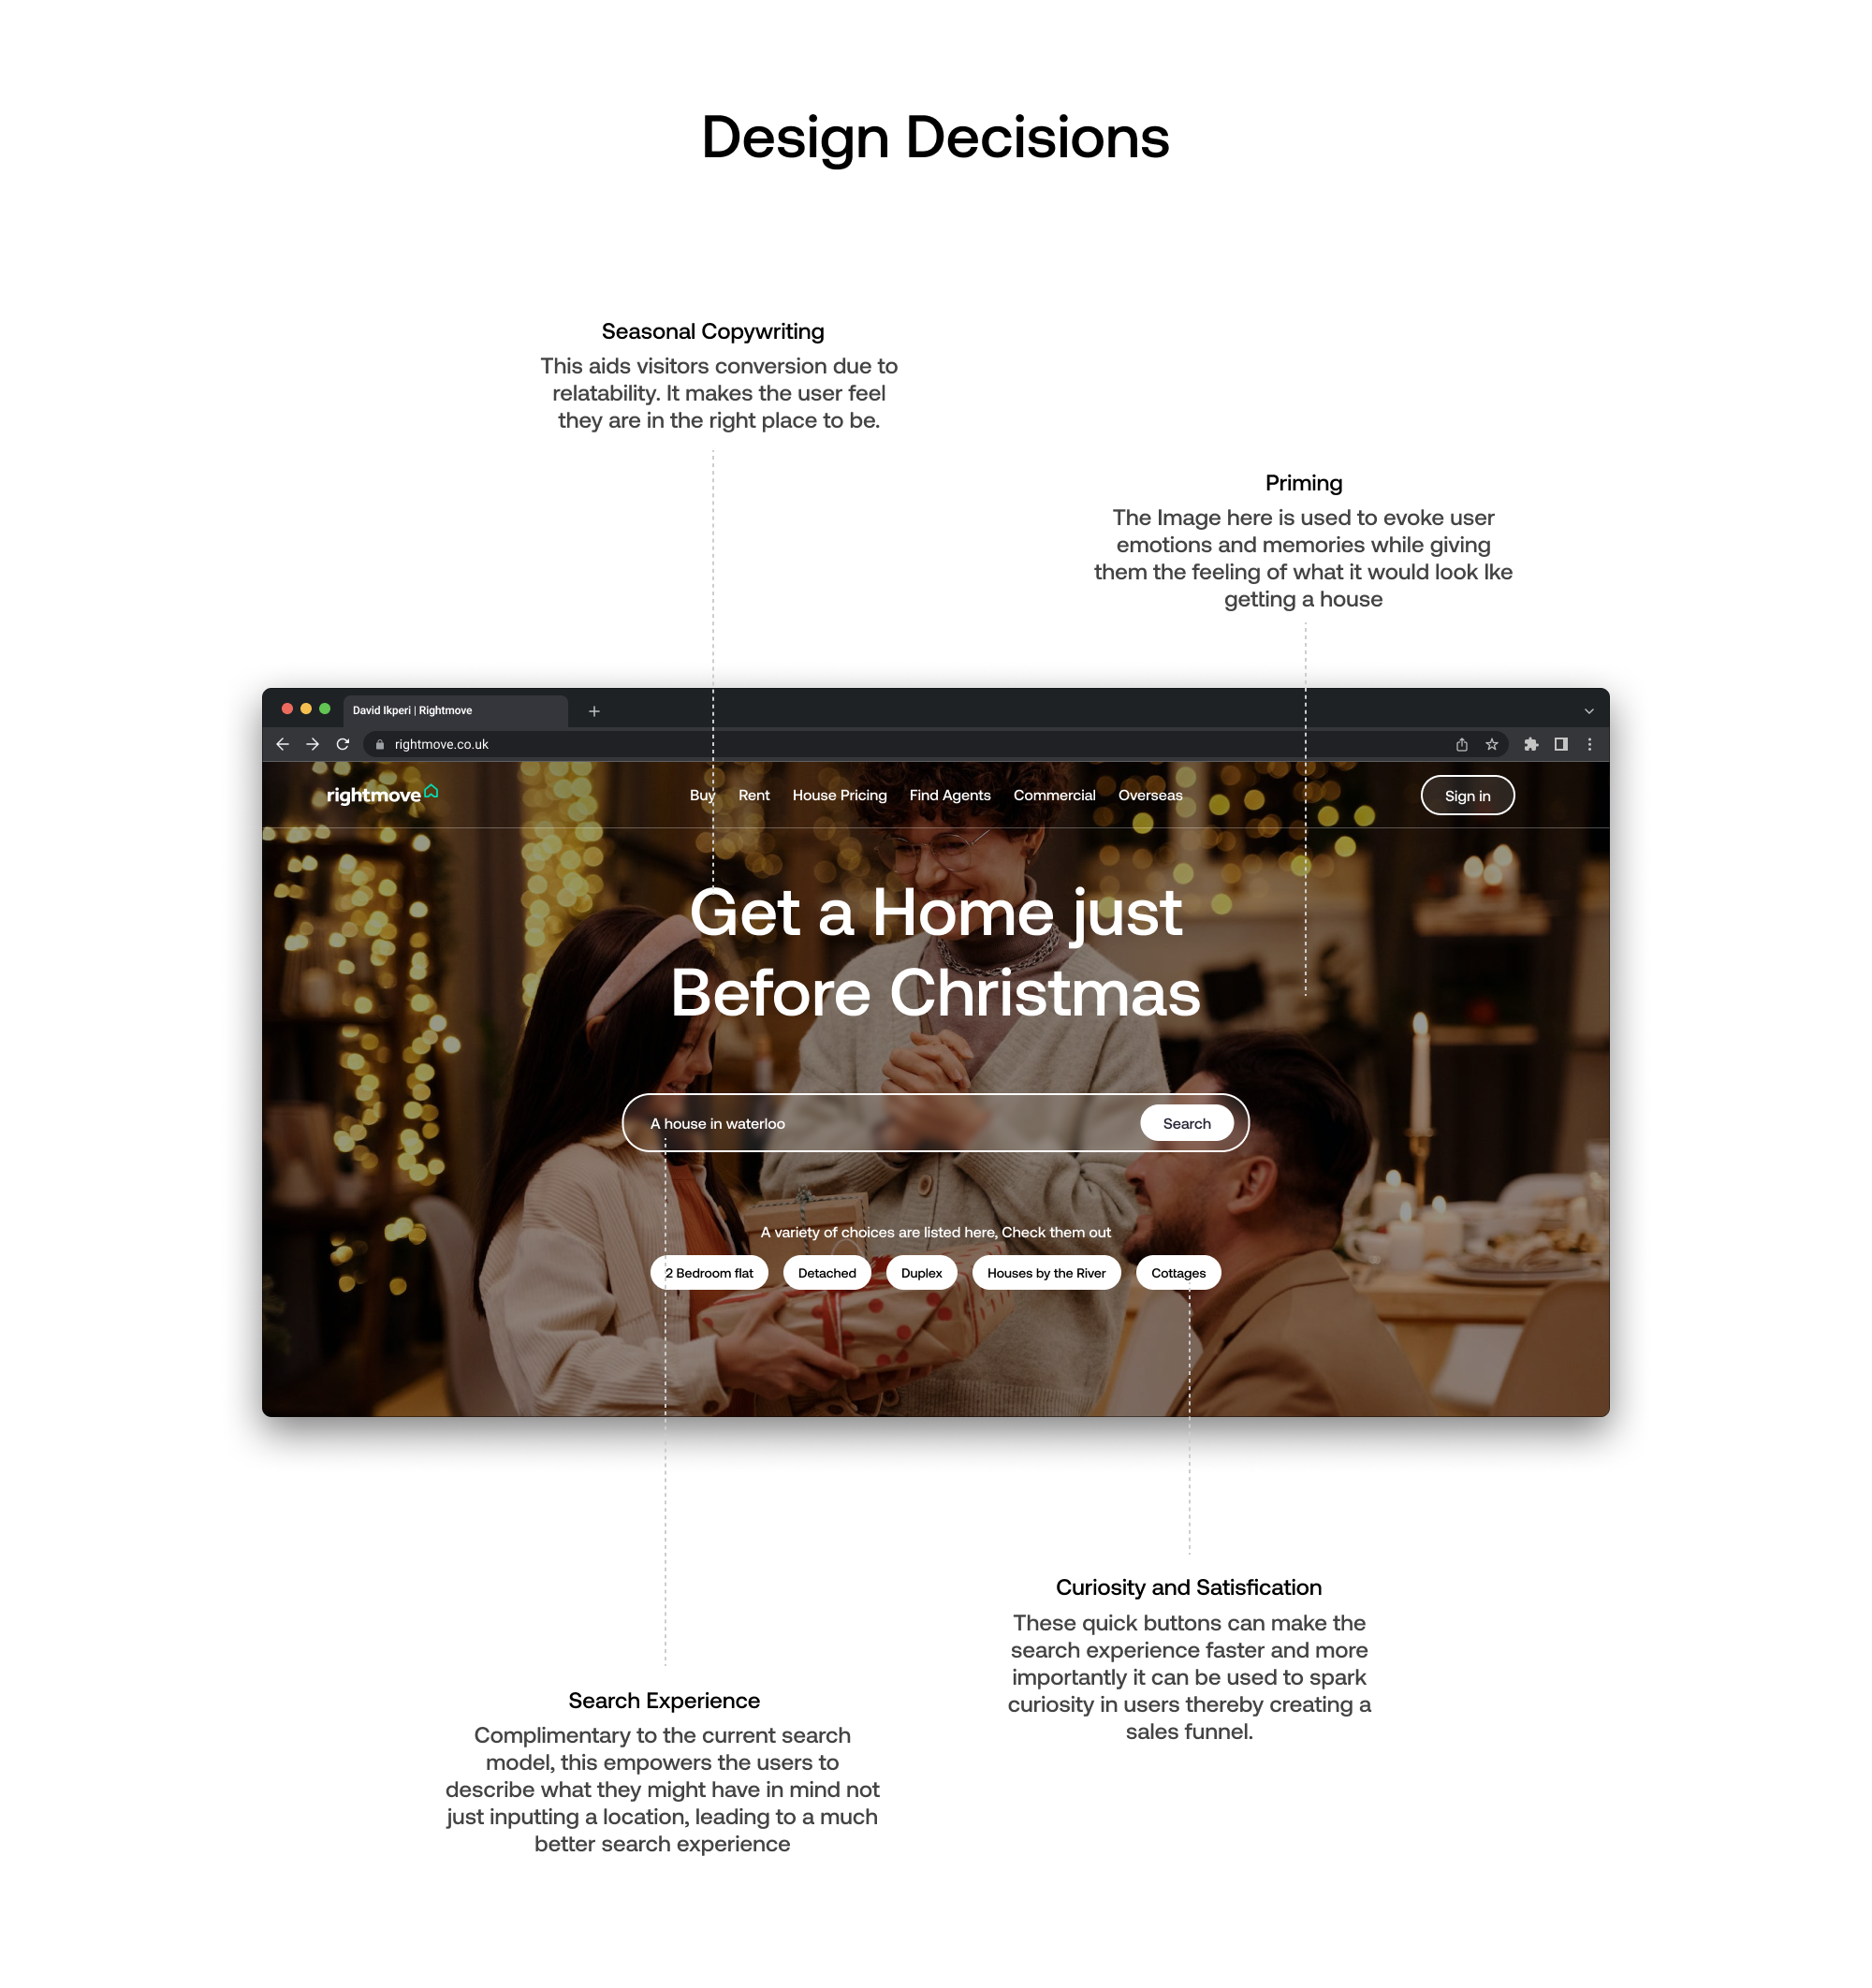 Design Decisions
Seasonal Copywriting
This aids visitors conversion due to
relatability. It makes the user feel
they are in the right place to be.
Priming
The Image here is used to evoke user
emotions and memories while giving
them the feeling of what it would look lke
getting a house
David Ikperi | Rightmove
rightmove.co.uk
rightmove
Buy Rent House Pricing Find Agents Commercial Overseas
Sign in
Get a Home just
Before Christmas
A house in waterloo
Search
A variety of choices are listed here, Check them out
2 Bedroom flat Detached Duplex Houses by the River Cottages
Curiosity and Satisfication
These quick buttons can make the
search experience faster and more
importantly it can be used to spark
curiosity in users thereby creating a
sales funnel.
Search Experience
Complimentary to the current search
model, this empowers the users to
describe what they might have in mind not
just inputting a location, leading to a much
better search experience